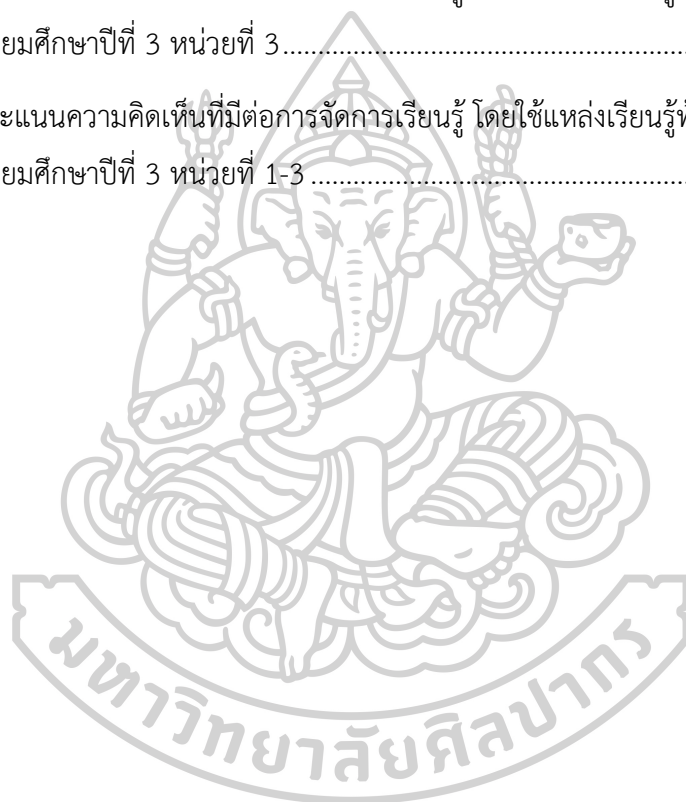 ยมศึกษาปีที่ 3 หน่วยที่ 3
ะแนนความคิดเห็นที่มีต่อการจัดการเรียนรู้ โดยใช้แหล่งเรียนรู้
ยมศึกษาปีที่ 3 หน่วยที่ 1-3
มหาวิทยาลัยศิลปากร